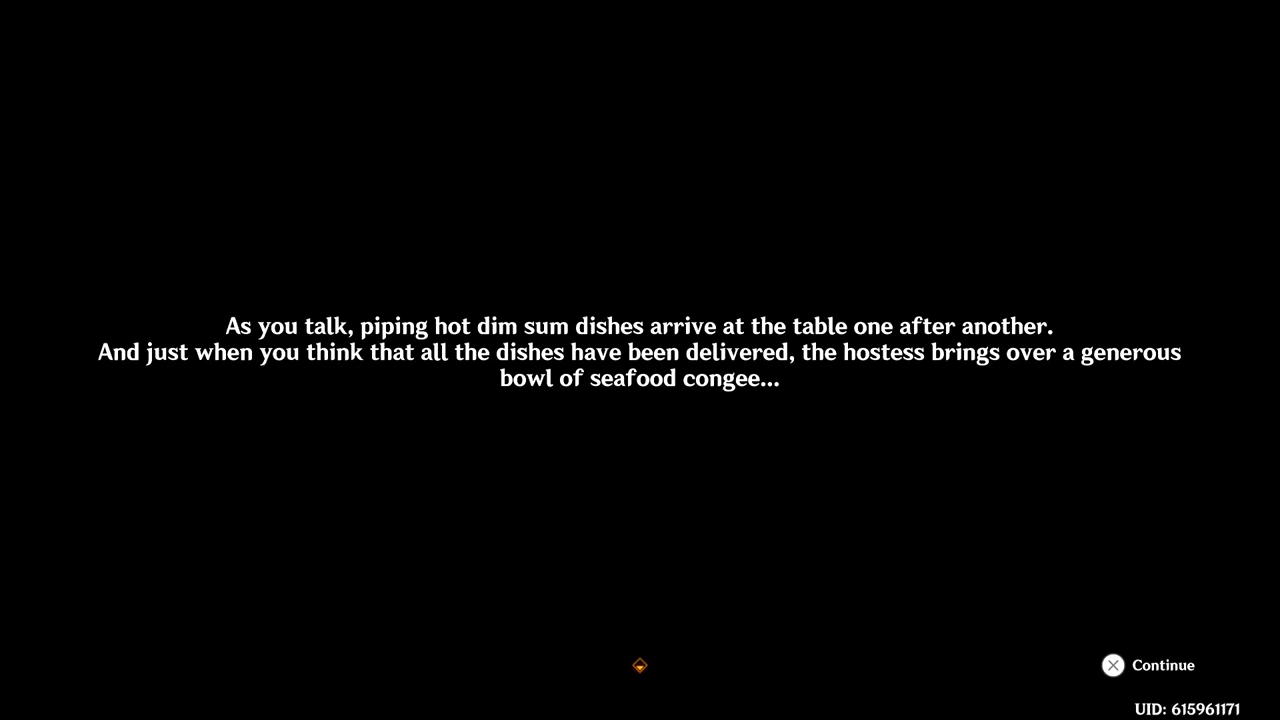 As you talk, piping hot dim sum dishes arrive at the table one after another.
And just when you think that all the dishes have been delivered, the hostess brings over a generous
bowl of seafood congee...
Continue
UID: 615961171